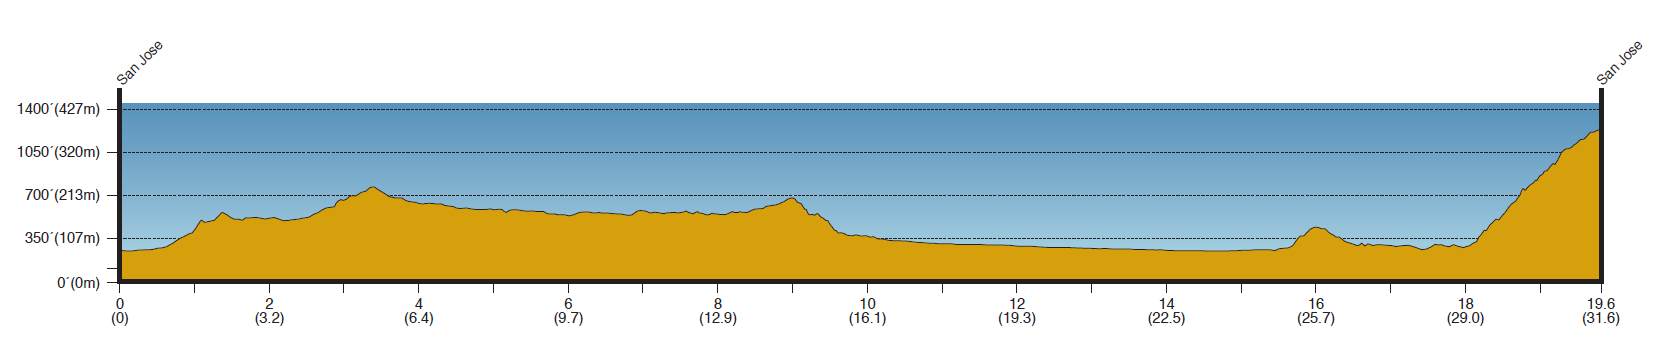 San Jose
San Jose
1400´(427m)
1050´(320m)
700´(213m)
350´(107m)
0´(0m)
0 2 4 6 8 10 12 14 16 18 19.6
(0) (3.2) (6.4) (9.7) (12.9) (16.1) (19.3) (22.5) (25.7) (29.0) (31.6)